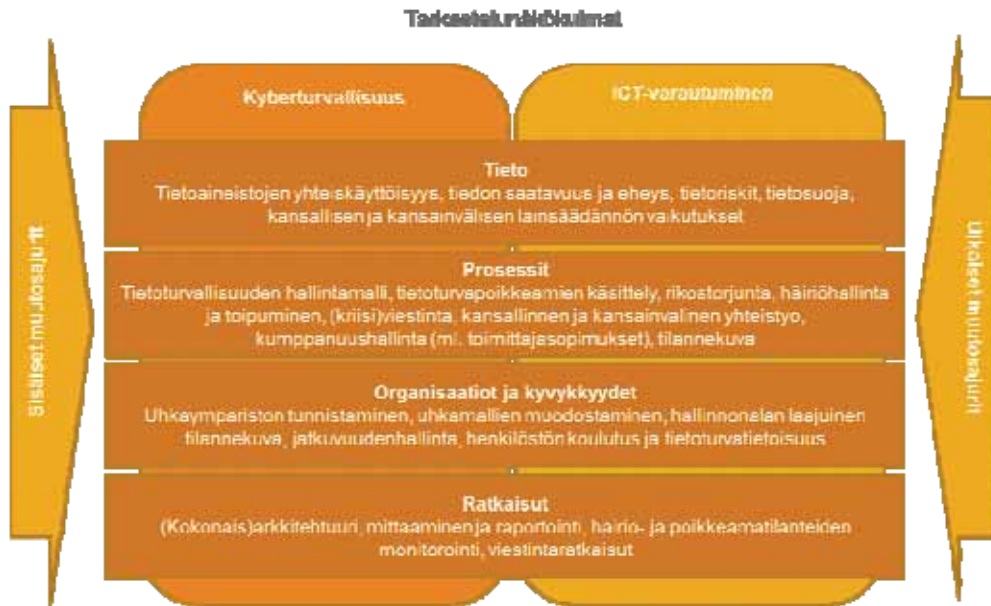 Tarkastelunäkökulmat
Kyberturvallisuus
ICT-varautuminen
Sisäiset muutosajurit
Tieto
Tietoaineistojen yhteiskäyttöisyys, tiedon saatavuus ja eheys, tietoriskit, tietosuoja,
kansallisen ja kansainvälisen lainsäädännön vaikutukset
Prosessit
Tietoturvallisuuden hallintamalli, tietoturvapoikkeamien käsittely, rikostorjunta, häiriöhallinta
ja toipuminen, (kriisi)viestintä, kansallinnen ja kansainvälinen yhteistyö,
kumppanuushallinta (ml. toimittajasopimukset), tilannekuva
Organisaatiot ja kyvykkyydet
Uhkaympäristön tunnistaminen, uhkamallien muodostaminen, hallinnonalan laajuinen
tilannekuva, jatkuvuudenhallinta, henkilöstön koulutus ja tietoturvatietoisuus
Ratkaisut
(Kokonais)arkkitehtuuri, mittaaminen ja raportointi, häiriö- ja poikkeamatilanteiden
monitorointi, viestintäratkaisut
Ulkoiset muutosajurit